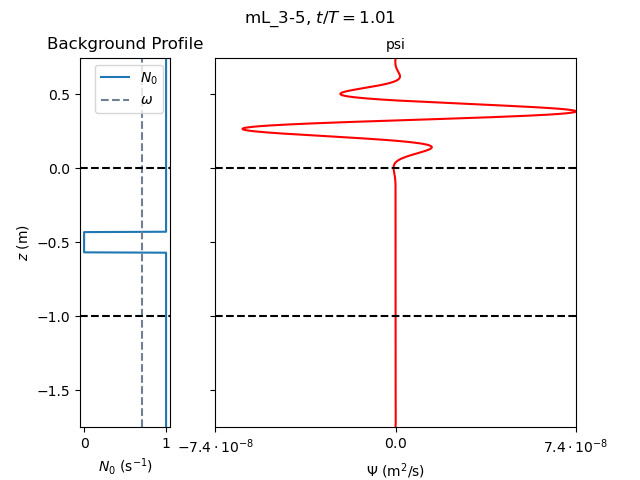 mL_3-5, t/T = 1.01
Background Profile
psi
N₀
ω
0.5
0.0
−0.5
−1.0
−1.5
z (m)
0
1
N₀ (s⁻¹)
−7.4 · 10⁻⁸
0.0
7.4 · 10⁻⁸
Ψ (m²/s)